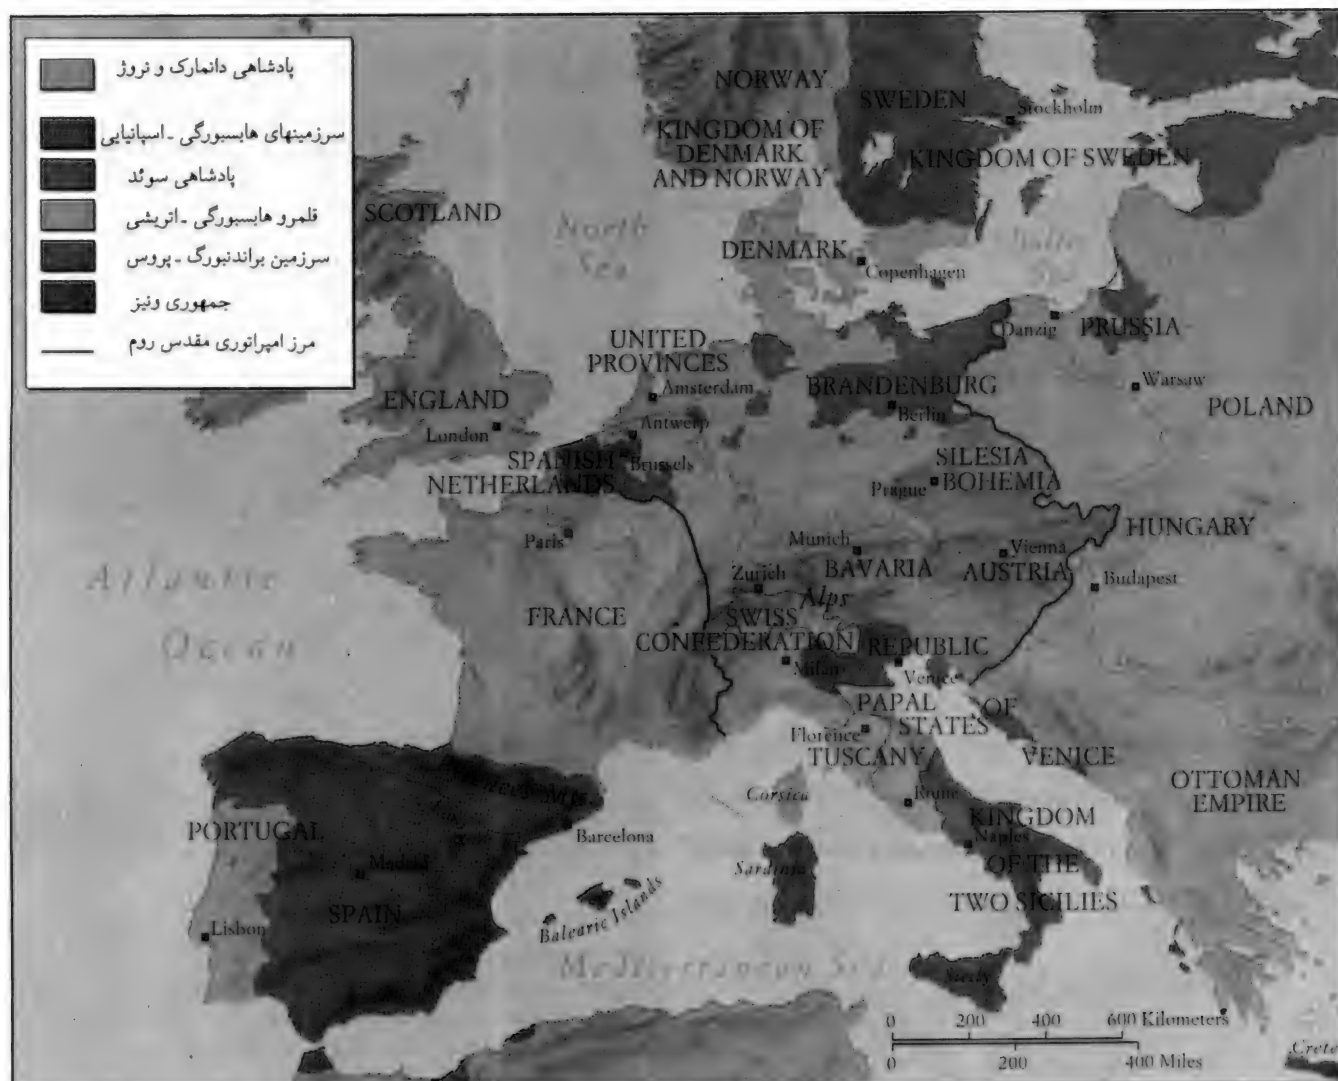 پادشاهی دانمارک و نروژ
سرزمینهای هابسبورگی ـ اسپانیایی
پادشاهی سوئد
قلمرو هابسبورگی ـ اتریشی
سرزمین براندنبورگ ـ پروس
جمهوری ونیز
مرز امپراتوری مقدس روم
NORWAY
SWEDEN
Stockholm
KINGDOM OF
DENMARK
AND NORWAY
KINGDOM OF SWEDEN
SCOTLAND
North
Sea
DENMARK
Copenhagen
UNITED
PROVINCES
Danzig
PRUSSIA
Amsterdam
BRANDENBURG
Warsaw
ENGLAND
Berlin
POLAND
London
Antwerp
SPANISH
NETHERLANDS
Brussels
SILESIA
Prague
BOHEMIA
HUNGARY
Paris
Munich
Vienna
Zurich
BAVARIA
AUSTRIA
Budapest
Atlantic
Ocean
Alps
FRANCE
SWISS
CONFEDERATION
REPUBLIC
Milan
Venice
PAPAL
STATES
OF
Florence
TUSCANY
VENICE
OTTOMAN
EMPIRE
Corsica
Rome
KINGDOM
PORTUGAL
Barcelona
Naples
Madrid
Sardinia
OF THE
SPAIN
Balearic Islands
TWO SICILIES
Lisbon
Mediterranean Sea
Sicily
0 200 400 600 Kilometers
0 200 400 Miles
Crete